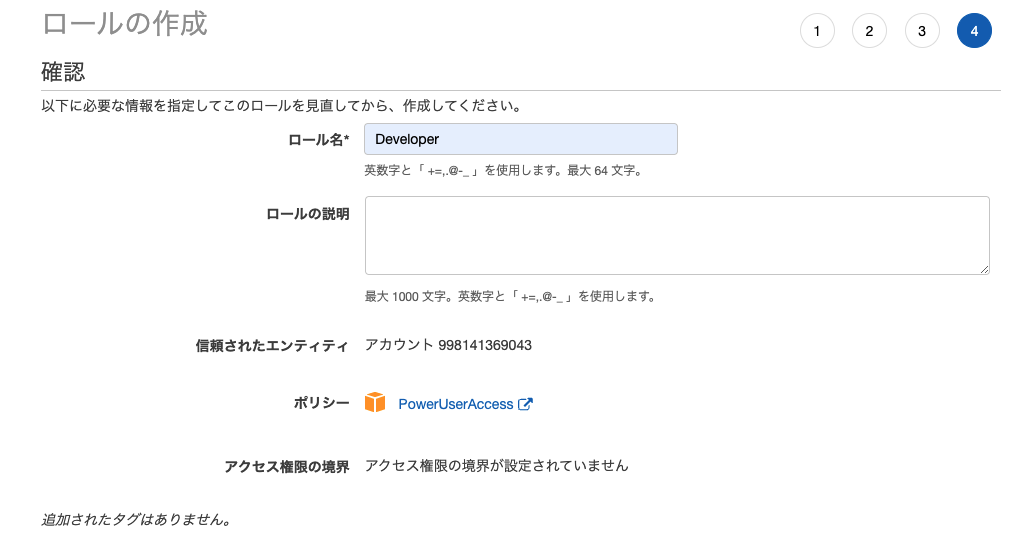 ロールの作成
1 2 3 4
確認
以下に必要な情報を指定してこのロールを見直してから、作成してください。
ロール名* Developer
英数字と「 +=,.@-_ 」を使用します。最大 64 文字。
ロールの説明
最大 1000 文字。英数字と「 +=,.@-_ 」を使用します。
信頼されたエンティティ アカウント 998141369043
ポリシー PowerUserAccess
アクセス権限の境界 アクセス権限の境界が設定されていません
追加されたタグはありません。